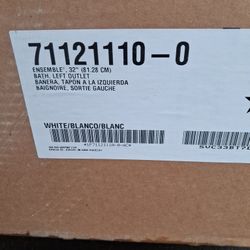 71121110-0
ENSEMBLE, 32" (81.28 CM)
BATH, LEFT OUTLET
BAÑERA, TAPON A LA IZQUIERDA
BAIGNOIRE, SORTIE GAUCHE
WHITE/BLANCO/BLANC